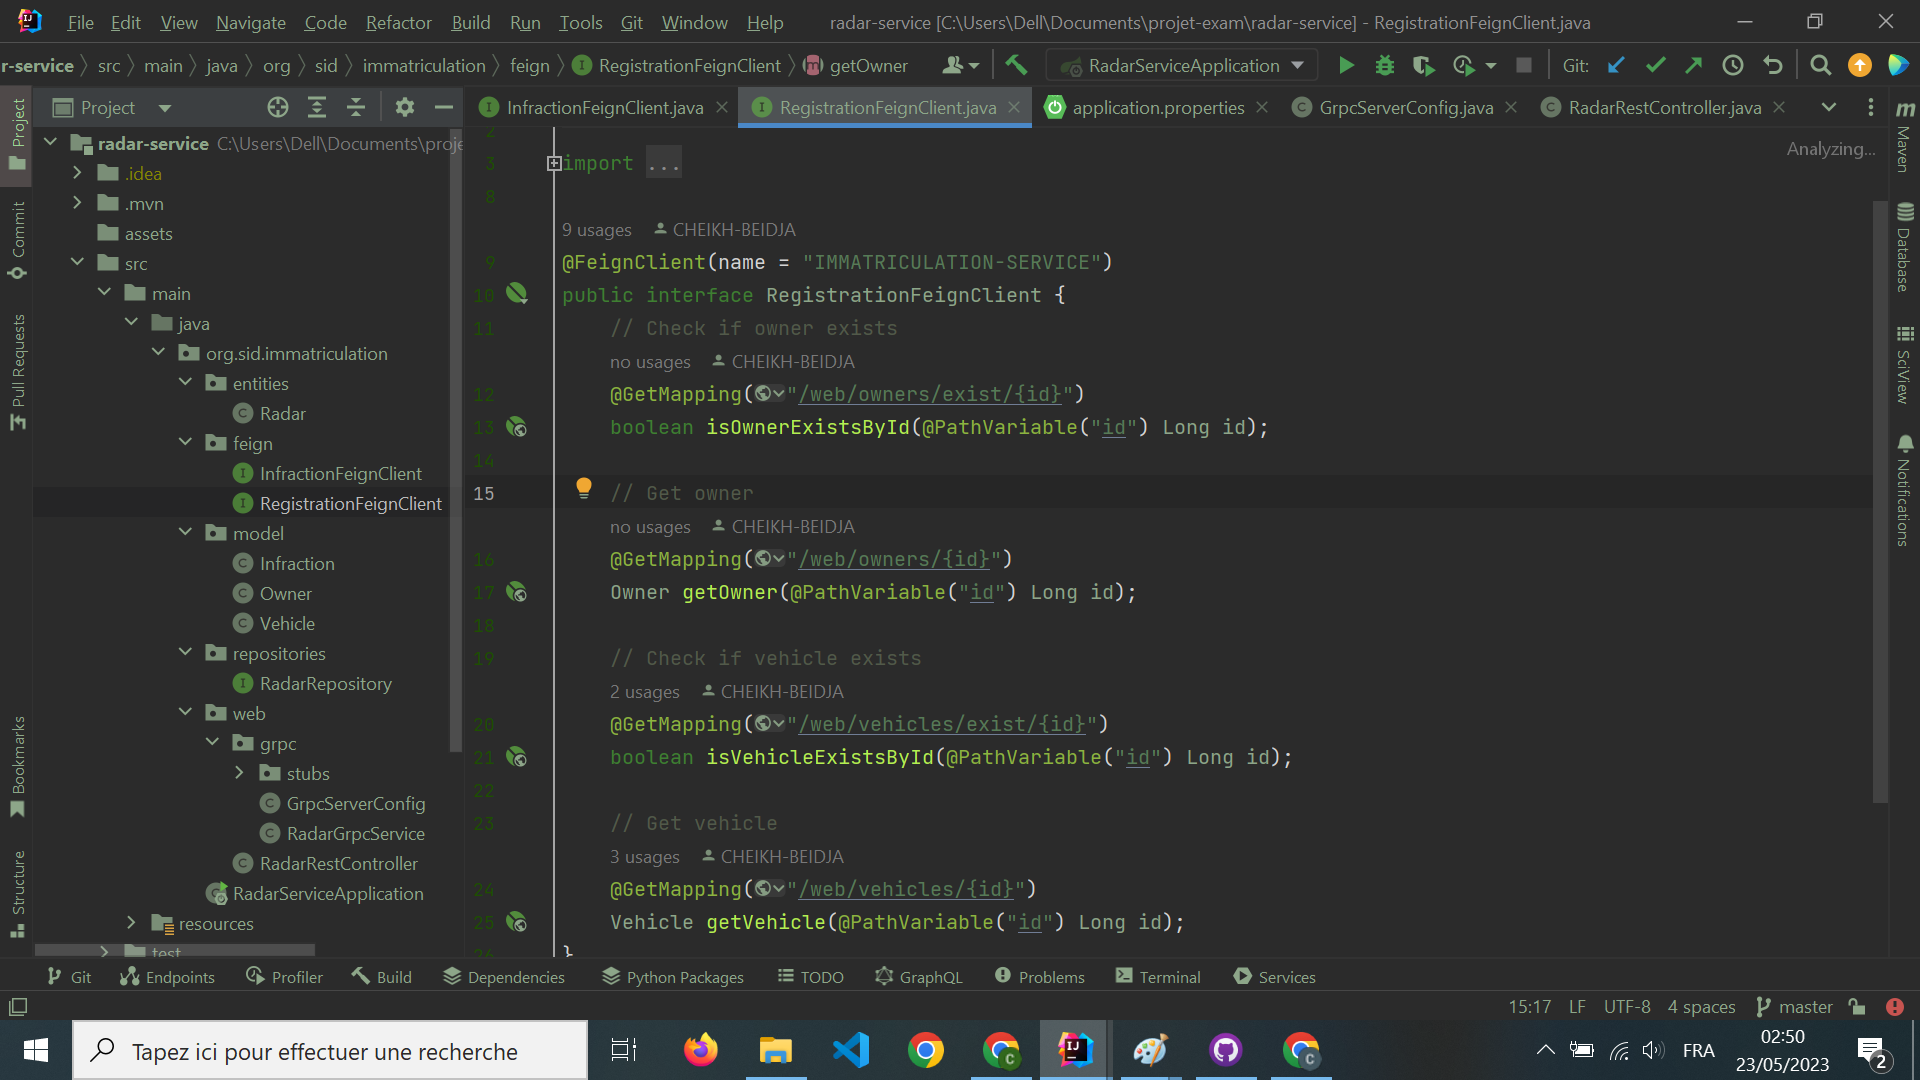 File Edit View Navigate Code Refactor Build Run Tools Git Window Help radar-service [C:\Users\Dell\Documents\projet-exam\radar-service] - RegistrationFeignClient.java
r-service src main java org sid immatriculation feign RegistrationFeignClient getOwner RadarServiceApplication Git:
Project InfractionFeignClient.java RegistrationFeignClient.java application.properties GrpcServerConfig.java RadarRestController.java
radar-service C:\Users\Dell\Documents\proje
.idea
.mvn
assets
src
main
java
org.sid.immatriculation
entities
Radar
feign
InfractionFeignClient
RegistrationFeignClient
model
Infraction
Owner
Vehicle
repositories
RadarRepository
web
grpc
stubs
GrpcServerConfig
RadarGrpcService
RadarRestController
RadarServiceApplication
resources
test
Project
Commit
Pull Requests
Bookmarks
Structure
Analyzing...
2
3 import ...
8
9 usages CHEIKH-BEIDJA
9 @FeignClient(name = "IMMATRICULATION-SERVICE")
10 public interface RegistrationFeignClient {
11 // Check if owner exists
no usages CHEIKH-BEIDJA
12 @GetMapping("/web/owners/exist/{id}")
13 boolean isOwnerExistsById(@PathVariable("id") Long id);
14
15 // Get owner
no usages CHEIKH-BEIDJA
16 @GetMapping("/web/owners/{id}")
17 Owner getOwner(@PathVariable("id") Long id);
18
19 // Check if vehicle exists
2 usages CHEIKH-BEIDJA
20 @GetMapping("/web/vehicles/exist/{id}")
21 boolean isVehicleExistsById(@PathVariable("id") Long id);
22
23 // Get vehicle
3 usages CHEIKH-BEIDJA
24 @GetMapping("/web/vehicles/{id}")
25 Vehicle getVehicle(@PathVariable("id") Long id);
26 }
m Maven
Database
SciView
Notifications
Git Endpoints Profiler Build Dependencies Python Packages TODO GraphQL Problems Terminal Services
15:17 LF UTF-8 4 spaces master
Tapez ici pour effectuer une recherche
FRA
02:50
23/05/2023
2